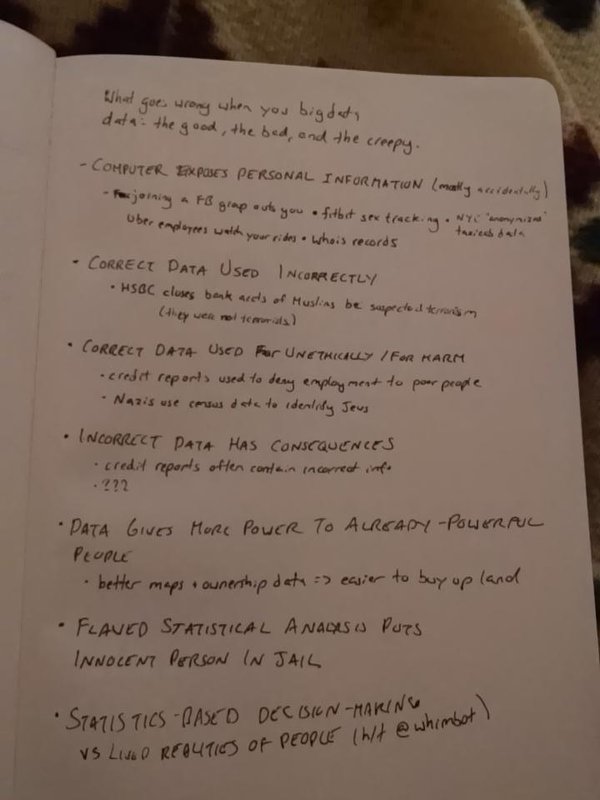 What goes wrong when you big data
data: the good, the bad, and the creepy.
- COMPUTER EXPOSES PERSONAL INFORMATION (mostly accidentally)
- joining a FB group outs you • fitbit sex tracking • NYC "anonymized"
taxicab data
Uber employees watch your rides • whois records
• CORRECT DATA USED INCORRECTLY
• HSBC closes bank accts of Muslims bc suspected terrorism
(they were not terrorists)
• CORRECT DATA USED UNETHICALLY / FOR HARM
• credit reports used to deny employment to poor people
• Nazis use census data to identify Jews
• INCORRECT DATA HAS CONSEQUENCES
• credit reports often contain incorrect info
• ???
• DATA GIVES MORE POWER TO ALREADY-POWERFUL
PEOPLE
• better maps + ownership data => easier to buy up land
• FLAWED STATISTICAL ANALYSIS PUTS
INNOCENT PERSON IN JAIL
• STATISTICS-BASED DECISION-MAKING
vs LIVED REALITIES OF PEOPLE (h/t @whimbot)